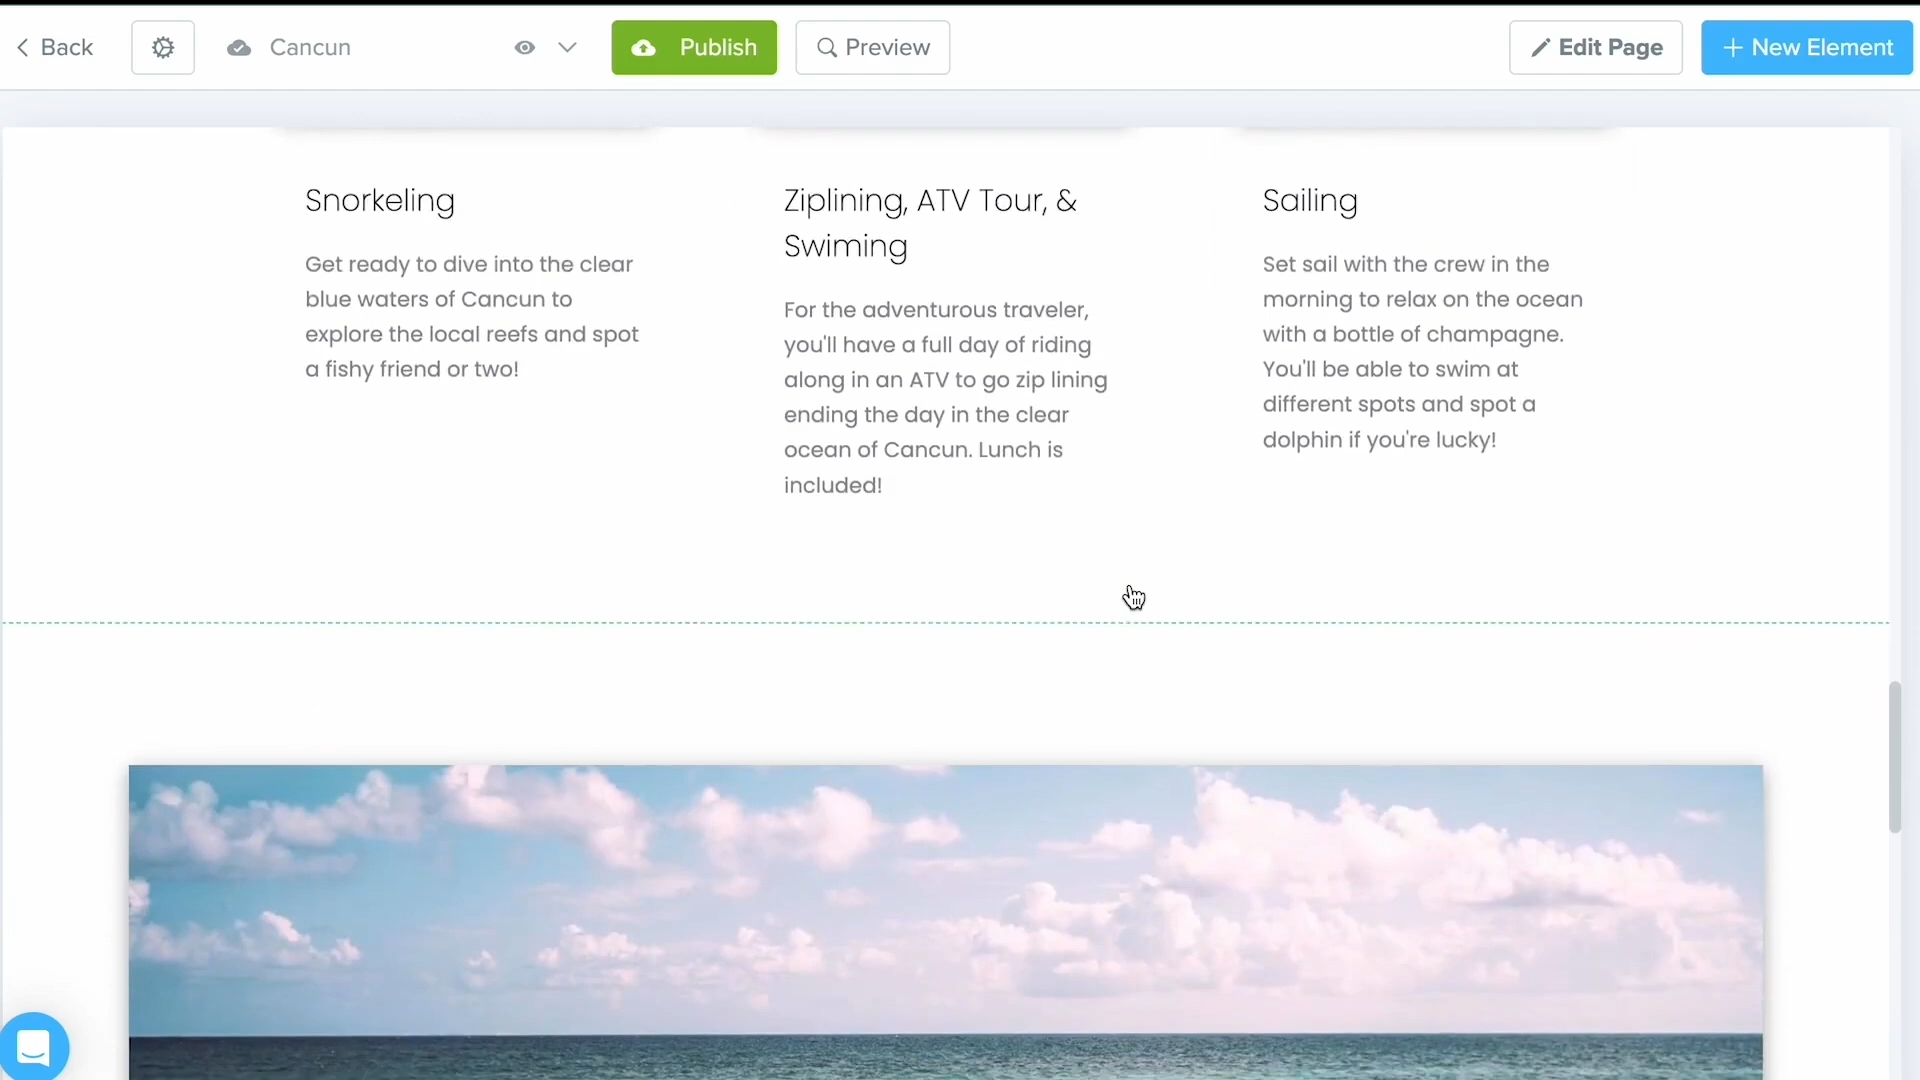 Back
Cancun
Publish
Preview
Edit Page
New Element
Snorkeling
Get ready to dive into the clear
blue waters of Cancun to
explore the local reefs and spot
a fishy friend or two!
Ziplining, ATV Tour, &
Swiming
For the adventurous traveler,
you'll have a full day of riding
along in an ATV to go zip lining
ending the day in the clear
ocean of Cancun. Lunch is
included!
Sailing
Set sail with the crew in the
morning to relax on the ocean
with a bottle of champagne.
You'll be able to swim at
different spots and spot a
dolphin if you're lucky!